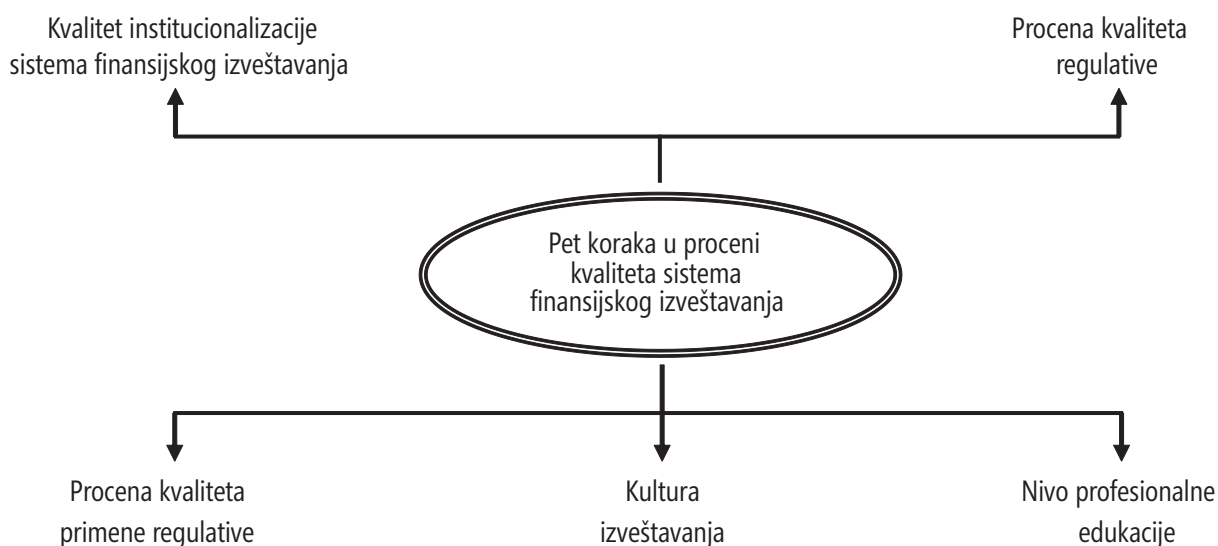 Kvalitet institucionalizacije
sistema finansijskog izveštavanja
Procena kvaliteta
regulative
Pet koraka u proceni
kvaliteta sistema
finansijskog izveštavanja
Procena kvaliteta
primene regulative
Kultura
izveštavanja
Nivo profesionalne
edukacije